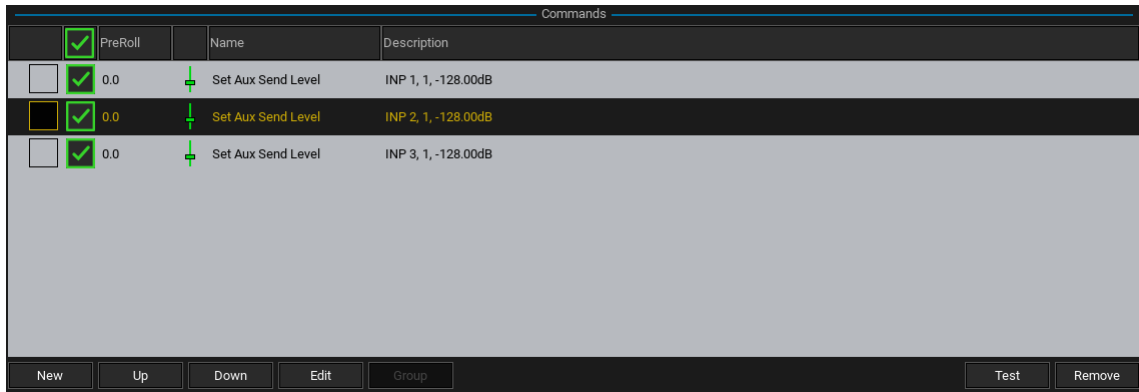 Commands
PreRoll Name Description
0.0 Set Aux Send Level INP 1, 1, -128.00dB
0.0 Set Aux Send Level INP 2, 1, -128.00dB
0.0 Set Aux Send Level INP 3, 1, -128.00dB
New Up Down Edit Group Test Remove